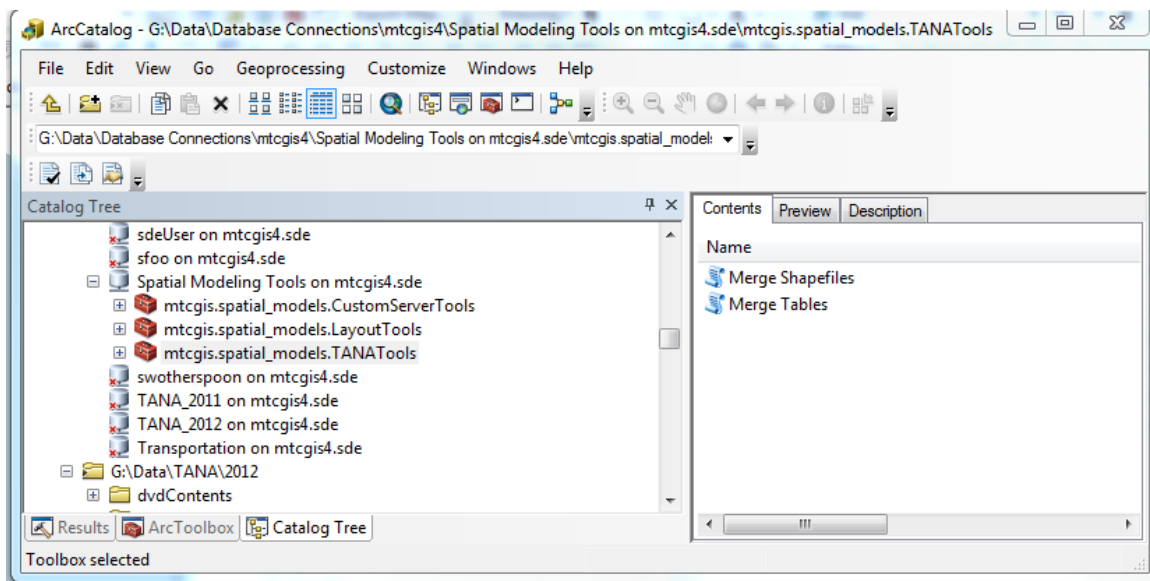 ArcCatalog - G:\Data\Database Connections\mtcgis4\Spatial Modeling Tools on mtcgis4.sde\mtcgis.spatial_models.TANATools
File Edit View Go Geoprocessing Customize Windows Help
G:\Data\Database Connections\mtcgis4\Spatial Modeling Tools on mtcgis4.sde\mtcgis.spatial_model
Catalog Tree
sdeUser on mtcgis4.sde
sfoo on mtcgis4.sde
Spatial Modeling Tools on mtcgis4.sde
mtcgis.spatial_models.CustomServerTools
mtcgis.spatial_models.LayoutTools
mtcgis.spatial_models.TANATools
swotherspoon on mtcgis4.sde
TANA_2011 on mtcgis4.sde
TANA_2012 on mtcgis4.sde
Transportation on mtcgis4.sde
G:\Data\TANA\2012
dvdContents
Results ArcToolbox Catalog Tree
Contents Preview Description
Name
Merge Shapefiles
Merge Tables
Toolbox selected